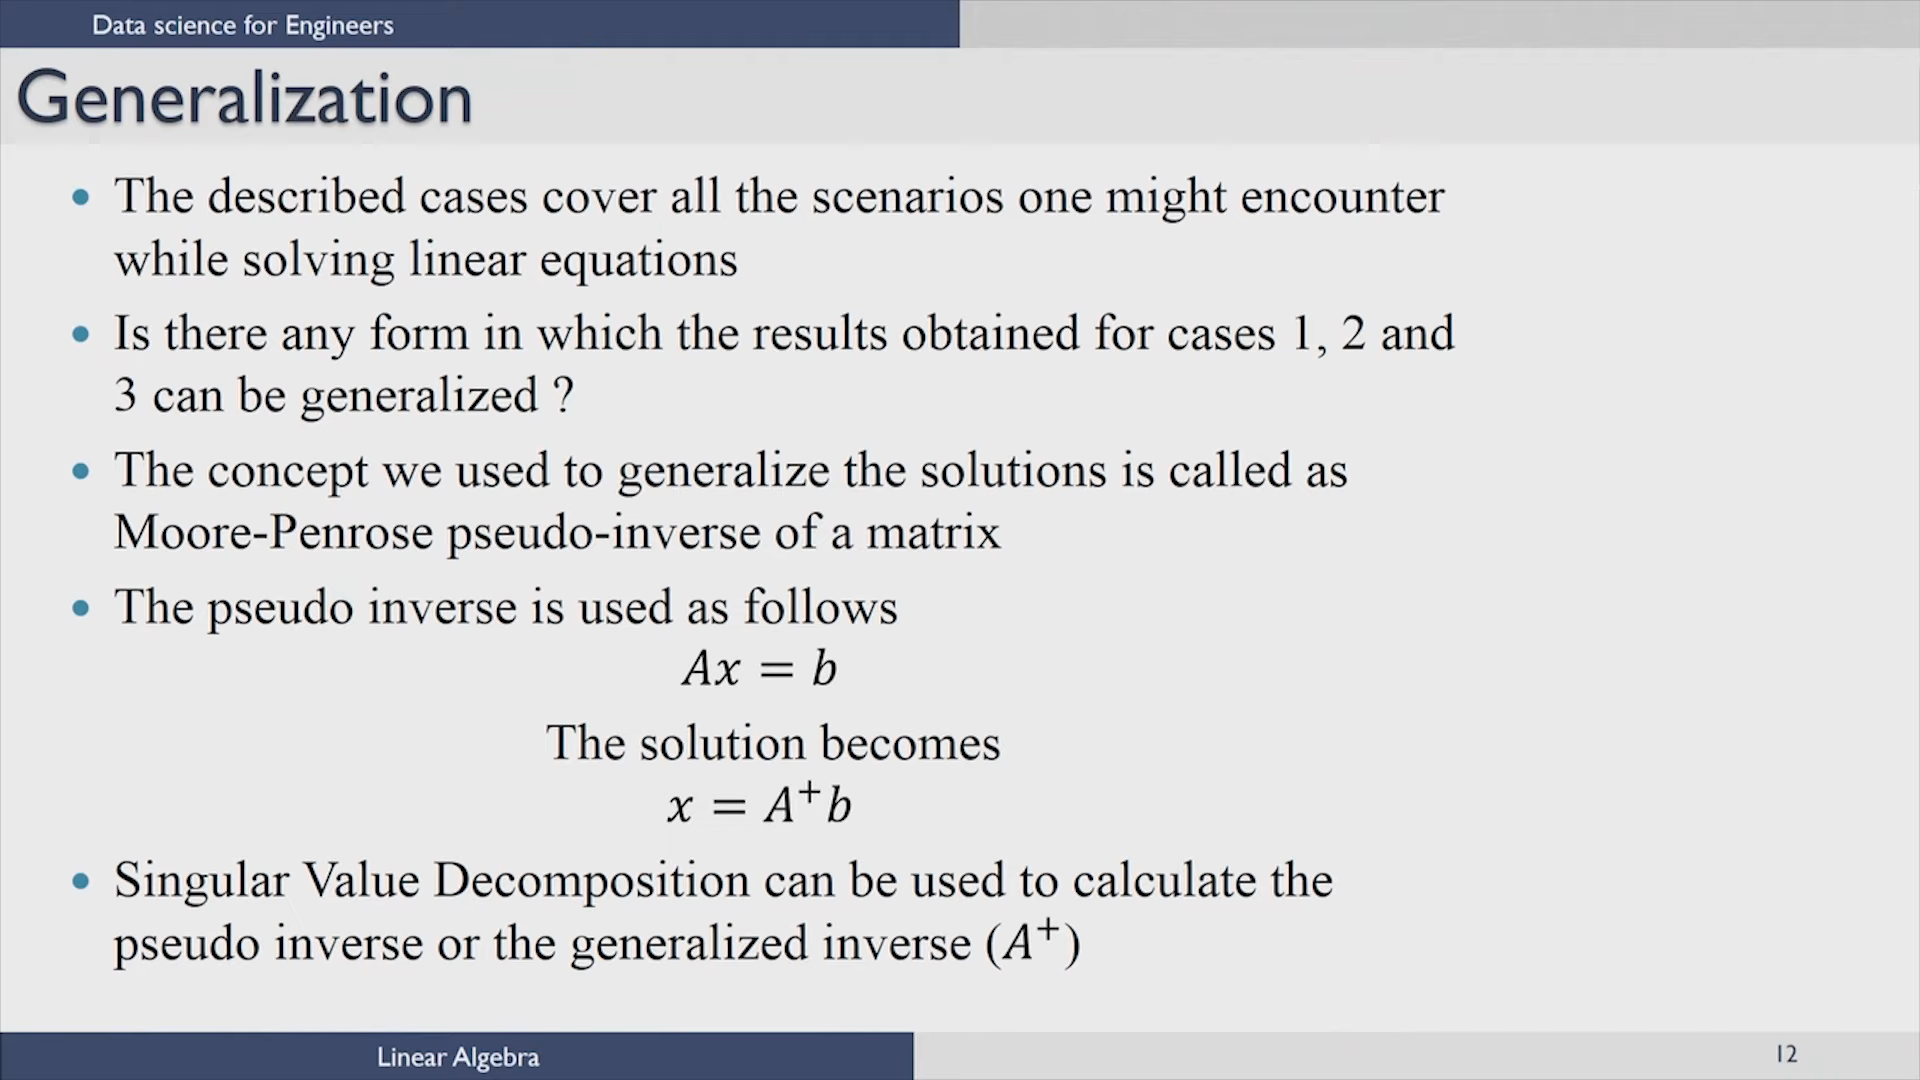 Data science for Engineers
Generalization
• The described cases cover all the scenarios one might encounter
while solving linear equations
• Is there any form in which the results obtained for cases 1, 2 and
3 can be generalized ?
• The concept we used to generalize the solutions is called as
Moore-Penrose pseudo-inverse of a matrix
• The pseudo inverse is used as follows
Ax = b
The solution becomes
x = A⁺b
• Singular Value Decomposition can be used to calculate the
pseudo inverse or the generalized inverse (A⁺)
Linear Algebra
12